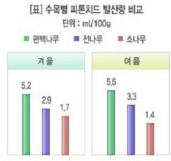 [표] 수목별 피톤치드 발산량 비교
단위 : ml/100g
편백나무 전나무 소나무
겨울 여름
5,2 2,9 1,7
5,5 3,3 1,4